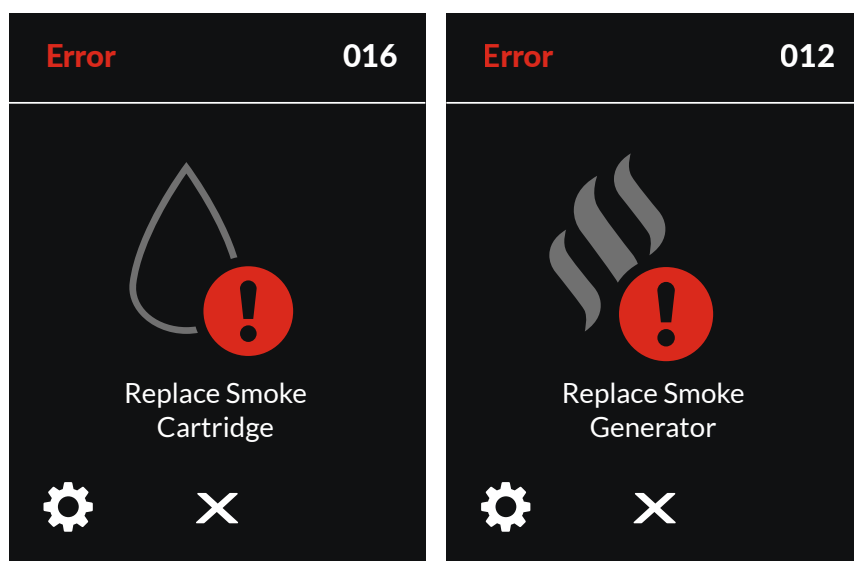 Error 016
Replace Smoke
Cartridge
Error 012
Replace Smoke
Generator